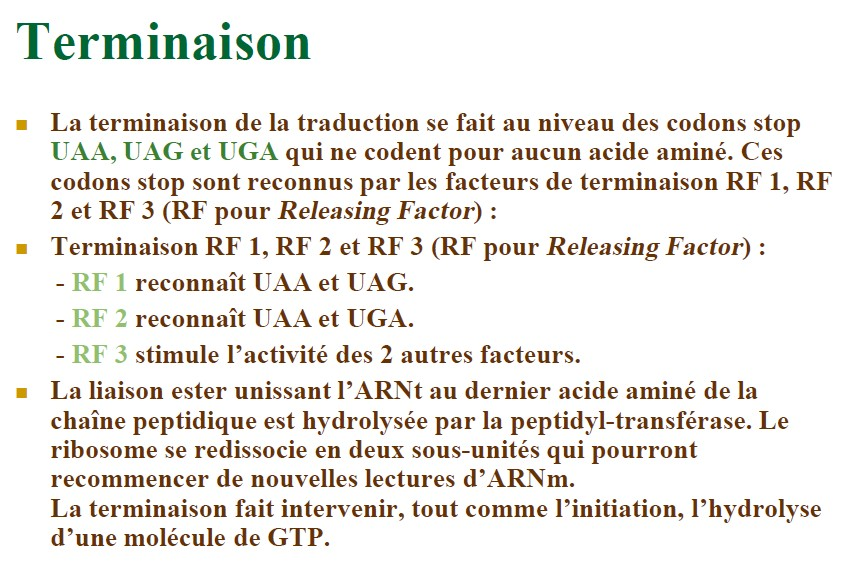 Terminaison
La terminaison de la traduction se fait au niveau des codons stop
UAA, UAG et UGA qui ne codent pour aucun acide aminé. Ces
codons stop sont reconnus par les facteurs de terminaison RF 1, RF
2 et RF 3 (RF pour Releasing Factor) :
Terminaison RF 1, RF 2 et RF 3 (RF pour Releasing Factor) :
- RF 1 reconnaît UAA et UAG.
- RF 2 reconnaît UAA et UGA.
- RF 3 stimule l’activité des 2 autres facteurs.
La liaison ester unissant l’ARNt au dernier acide aminé de la
chaîne peptidique est hydrolysée par la peptidyl-transférase. Le
ribosome se redissocie en deux sous-unités qui pourront
recommencer de nouvelles lectures d’ARNm.
La terminaison fait intervenir, tout comme l’initiation, l’hydrolyse
d’une molécule de GTP.